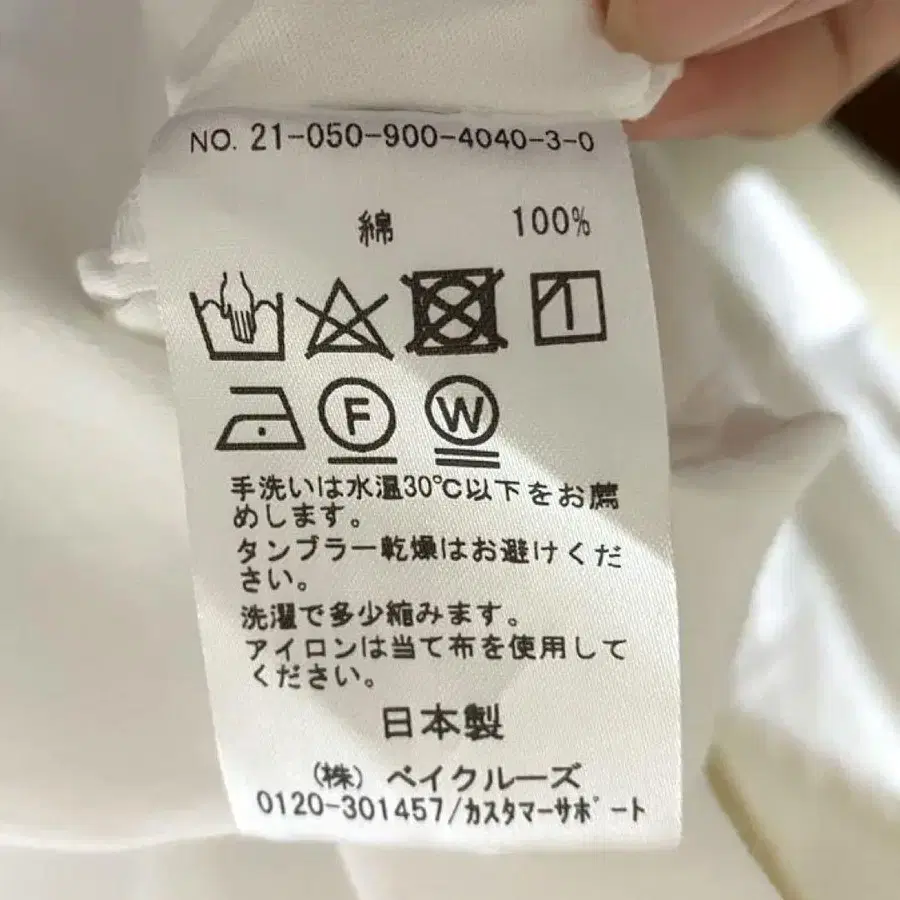 NO. 21-050-900-4040-3-0
綿 100%
F W
手洗いは水温30℃以下をお薦
めします。
タンブラー乾燥はお避けくだ
さい。
洗濯で多少縮みます。
アイロンは当て布を使用して
ください。
日本製
(株) ベイクルーズ
0120-301457/カスタマーサポート